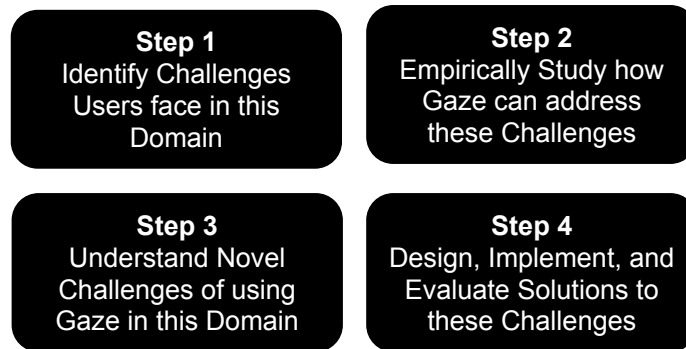 Step 1
Identify Challenges
Users face in this
Domain
Step 2
Empirically Study how
Gaze can address
these Challenges
Step 3
Understand Novel
Challenges of using
Gaze in this Domain
Step 4
Design, Implement, and
Evaluate Solutions to
these Challenges